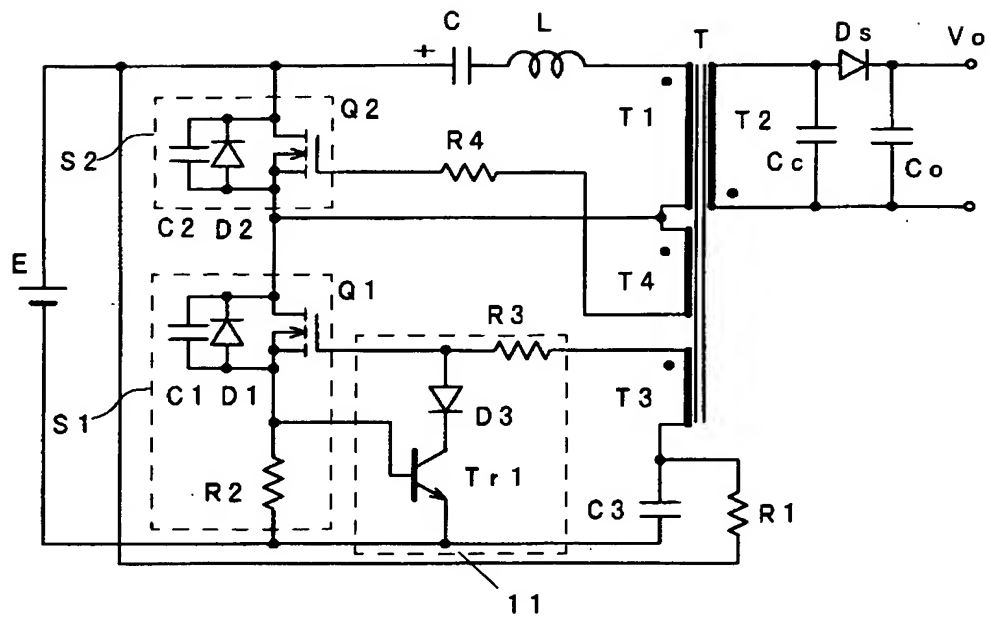 C
L
T
Ds
Vo
+
Q2
T1
T2
S2
R4
Cc
Co
C2
D2
E
T4
Q1
R3
C1
D1
T3
D3
S1
Tr1
R2
C3
R1
11